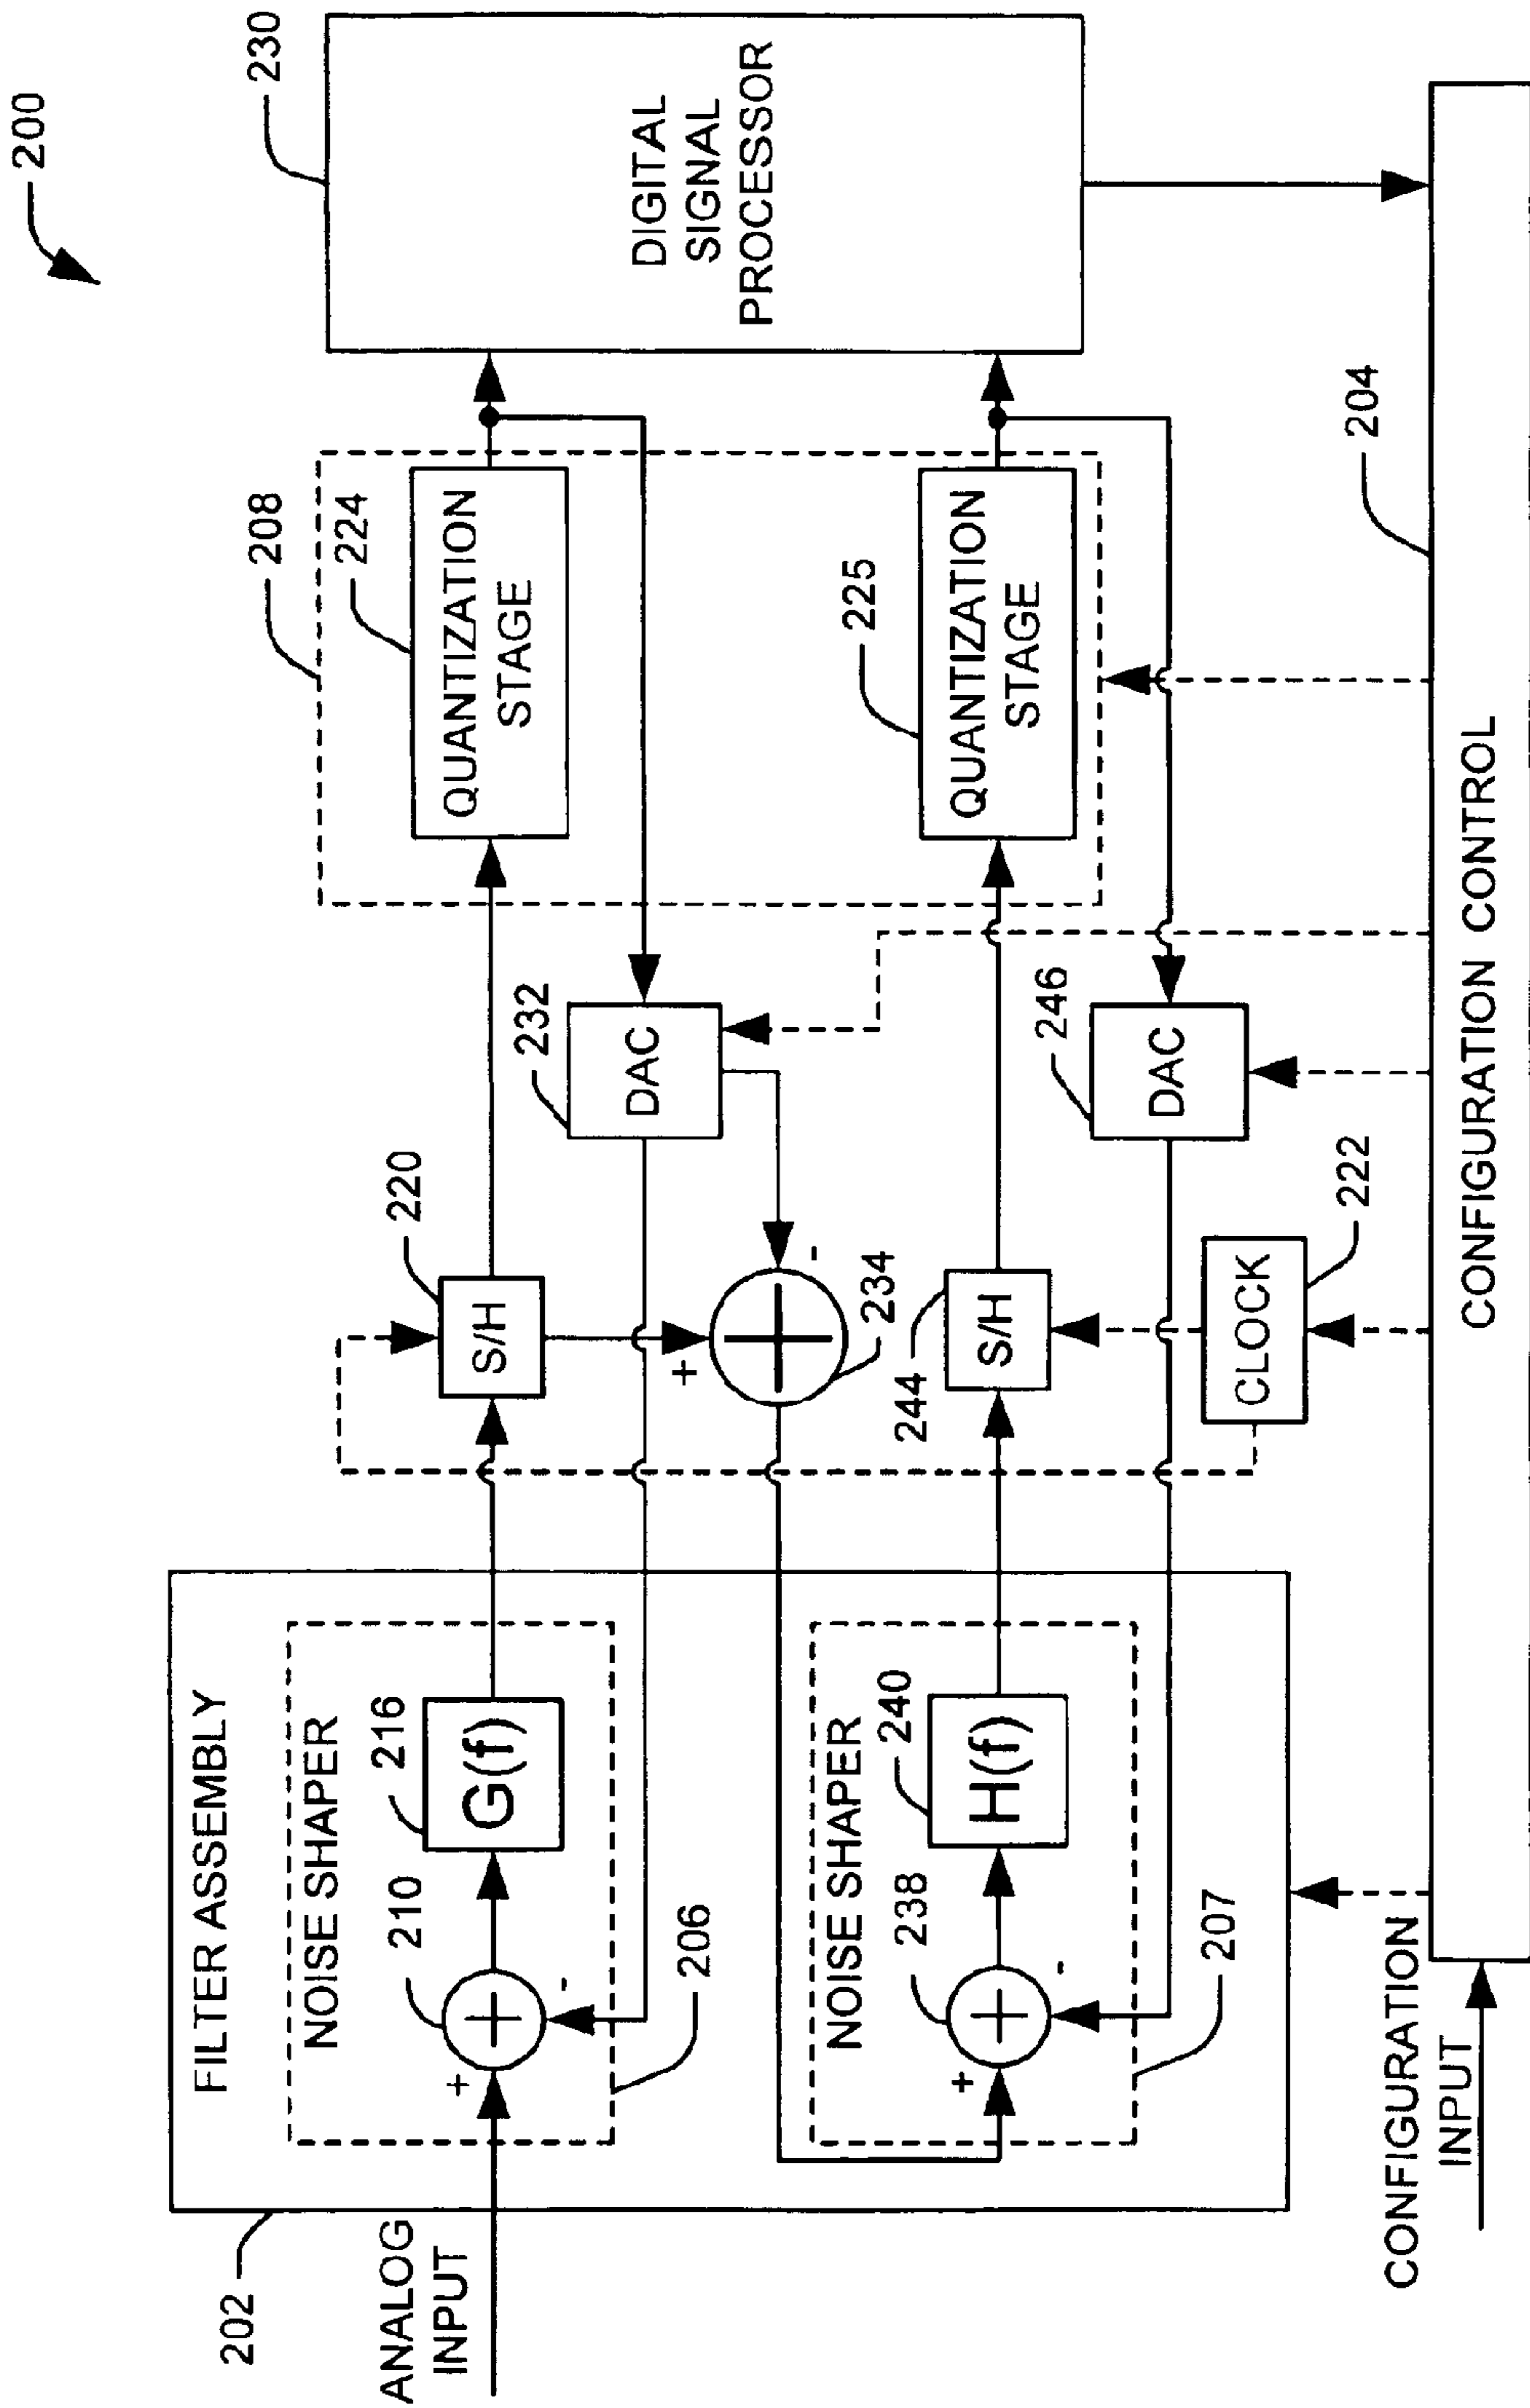 200
230
DIGITAL
SIGNAL
PROCESSOR
208
224
QUANTIZATION
STAGE
225
QUANTIZATION
STAGE
204
220
S/H
232
DAC
+
-
234
244
S/H
246
DAC
222
CLOCK
FILTER ASSEMBLY
NOISE SHAPER
216
G(f)
210
+
-
206
NOISE SHAPER
240
H(f)
238
+
-
207
202
ANALOG
INPUT
CONFIGURATION
INPUT
CONFIGURATION CONTROL